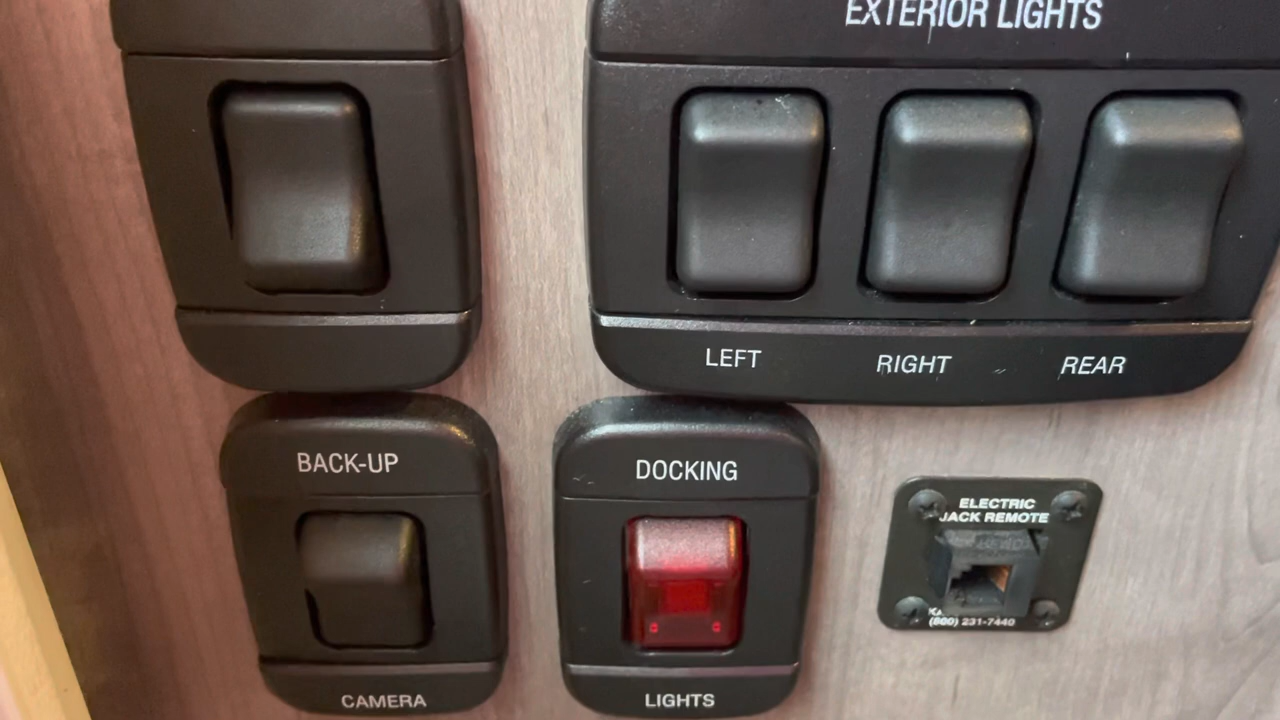 EXTERIOR LIGHTS
LEFT RIGHT REAR
BACK-UP
CAMERA
DOCKING
LIGHTS
ELECTRIC
JACK REMOTE
(800) 231-7440